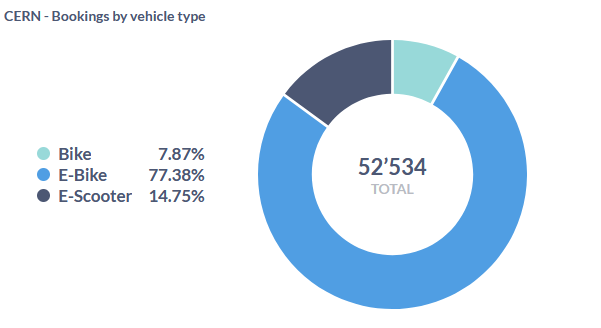 CERN - Bookings by vehicle type
Bike 7.87%
E-Bike 77.38%
E-Scooter 14.75%
52’534
TOTAL